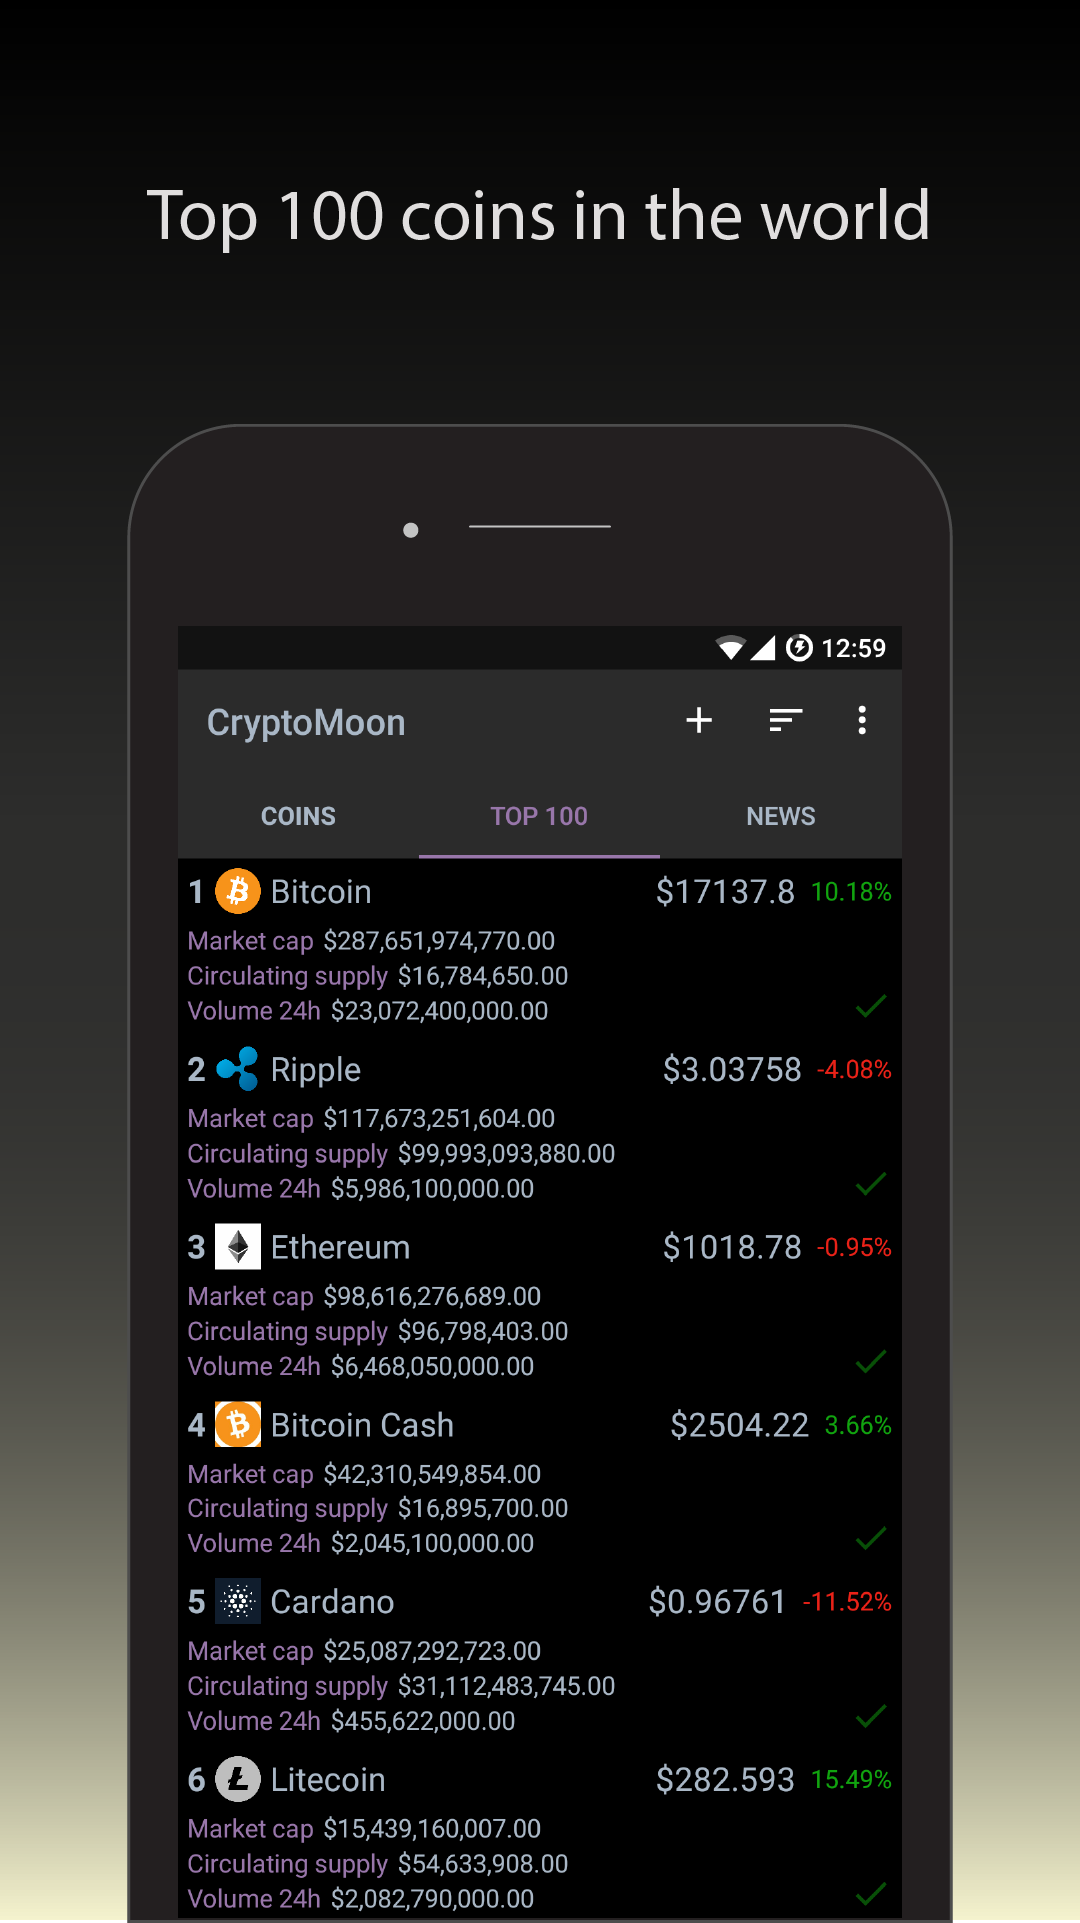 Top 100 coins in the world
12:59
CryptoMoon
COINS TOP 100 NEWS
1 Bitcoin $17137.8 10.18%
Market cap $287,651,974,770.00
Circulating supply $16,784,650.00
Volume 24h $23,072,400,000.00
2 Ripple $3.03758 -4.08%
Market cap $117,673,251,604.00
Circulating supply $99,993,093,880.00
Volume 24h $5,986,100,000.00
3 Ethereum $1018.78 -0.95%
Market cap $98,616,276,689.00
Circulating supply $96,798,403.00
Volume 24h $6,468,050,000.00
4 Bitcoin Cash $2504.22 3.66%
Market cap $42,310,549,854.00
Circulating supply $16,895,700.00
Volume 24h $2,045,100,000.00
5 Cardano $0.96761 -11.52%
Market cap $25,087,292,723.00
Circulating supply $31,112,483,745.00
Volume 24h $455,622,000.00
6 Litecoin $282.593 15.49%
Market cap $15,439,160,007.00
Circulating supply $54,633,908.00
Volume 24h $2,082,790,000.00